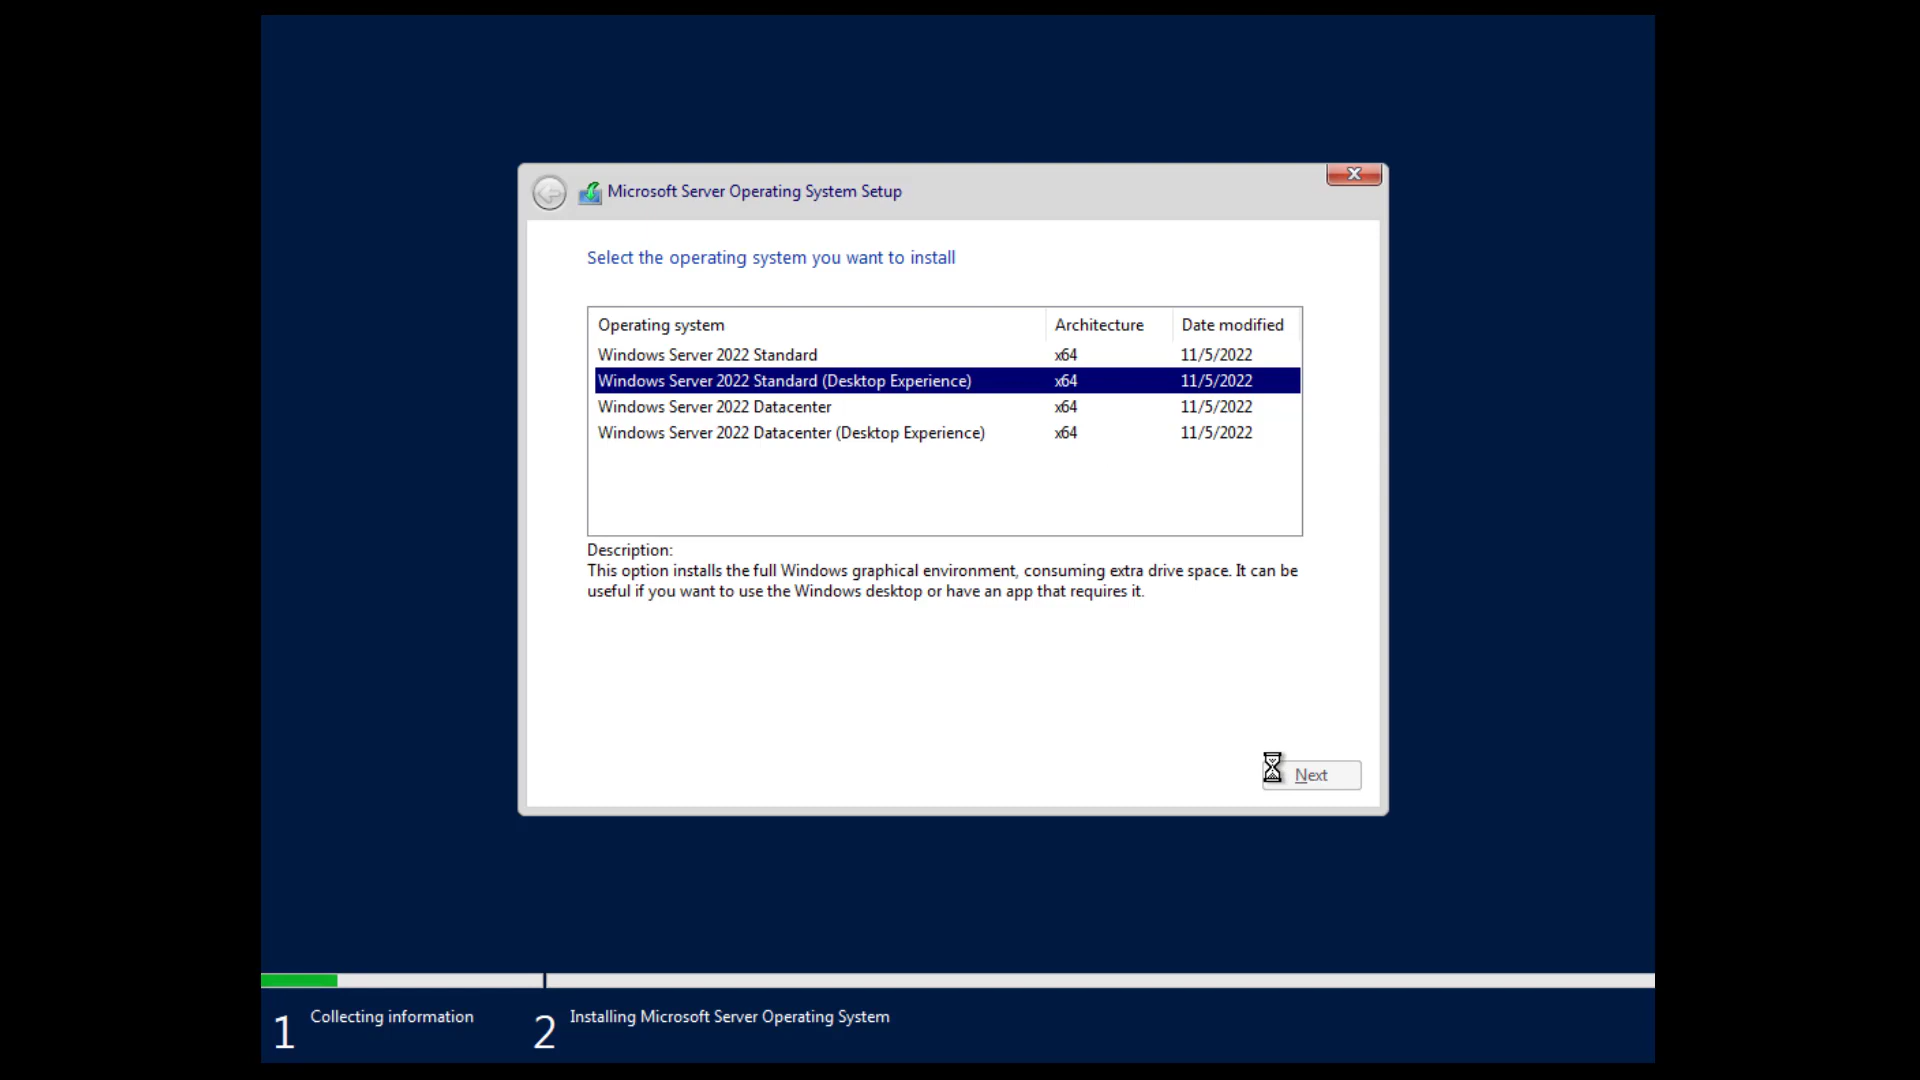 Microsoft Server Operating System Setup
Select the operating system you want to install
Operating system Architecture Date modified
Windows Server 2022 Standard x64 11/5/2022
Windows Server 2022 Standard (Desktop Experience) x64 11/5/2022
Windows Server 2022 Datacenter x64 11/5/2022
Windows Server 2022 Datacenter (Desktop Experience) x64 11/5/2022
Description:
This option installs the full Windows graphical environment, consuming extra drive space. It can be
useful if you want to use the Windows desktop or have an app that requires it.
Next
1 Collecting information 2 Installing Microsoft Server Operating System